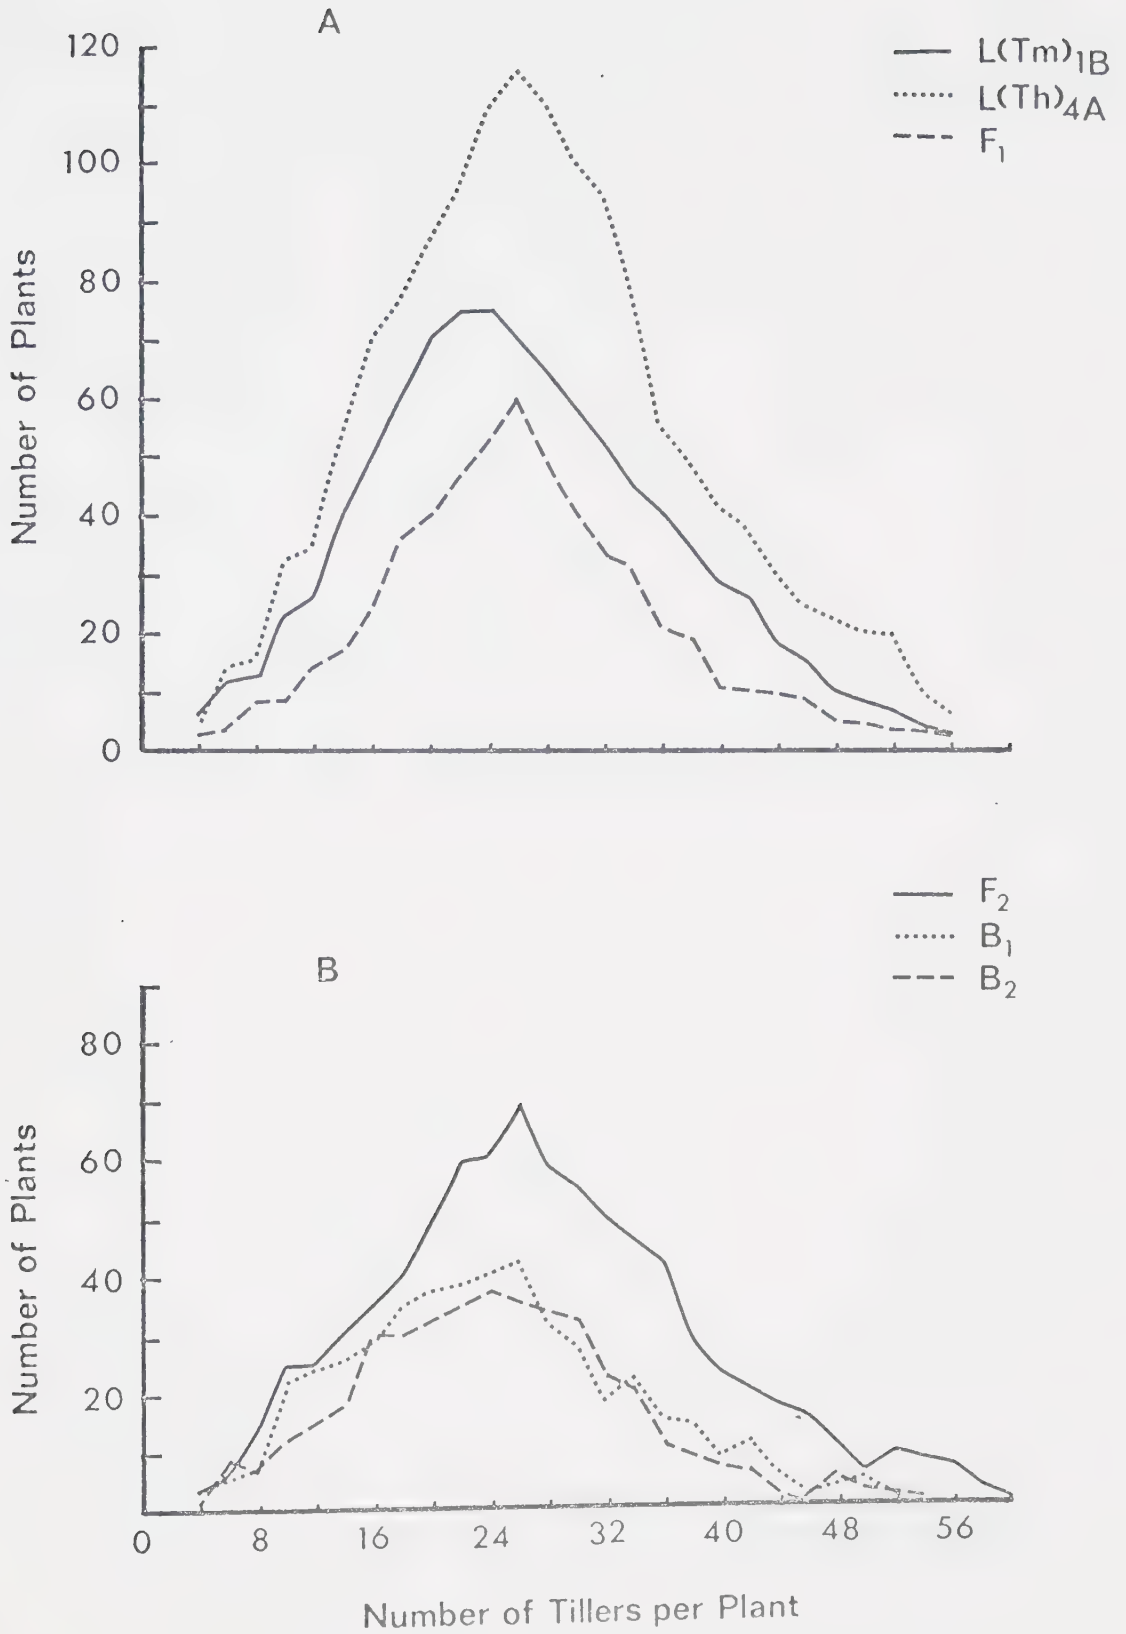 A
L(Tm)1B
L(Th)4A
F1
120
100
80
60
40
20
0
Number of Plants
F2
B1
B2
B
80
60
40
20
Number of Plants
0 8 16 24 32 40 48 56
Number of Tillers per Plant